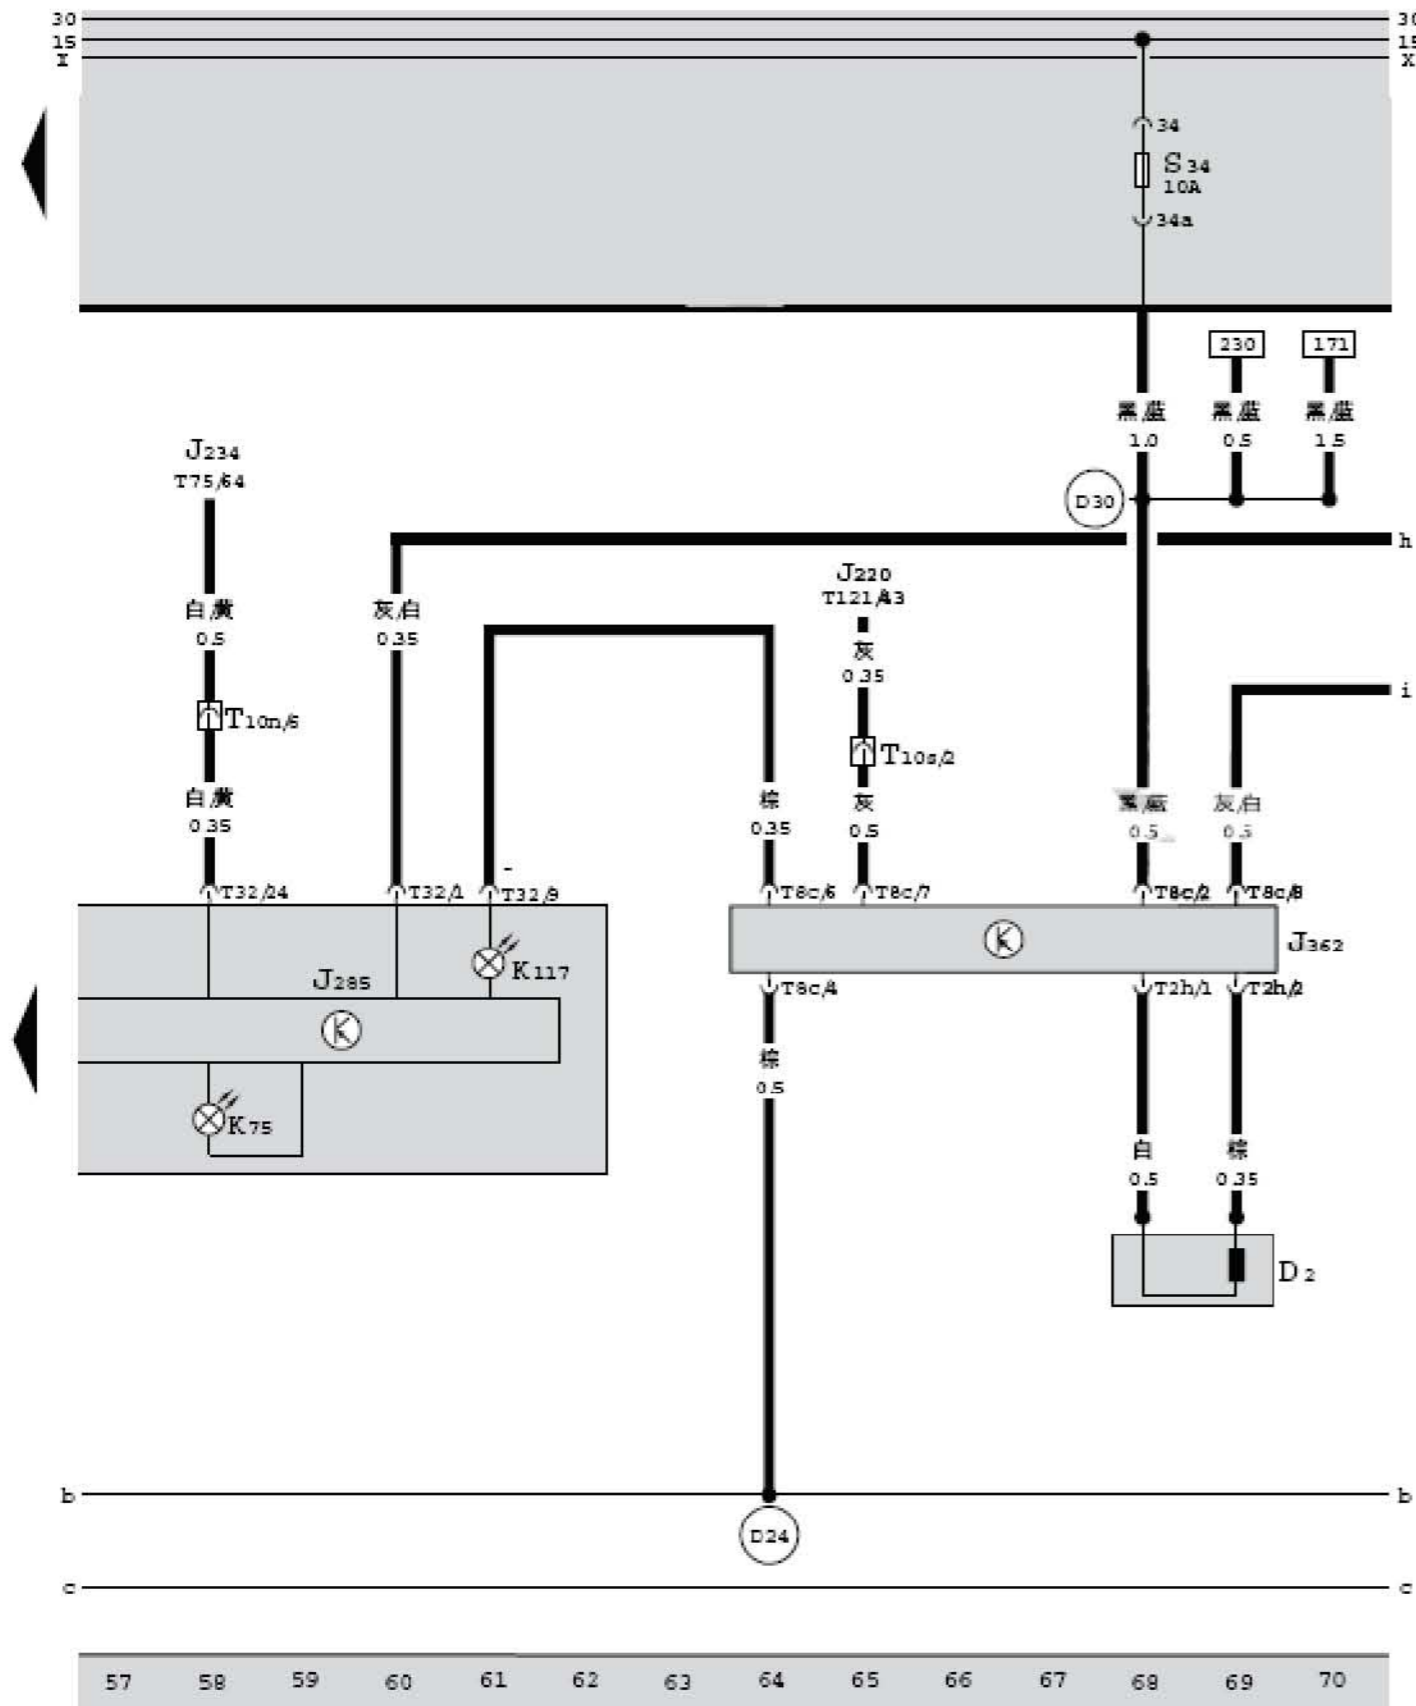 30 30
15 15
X X
34
S34
10A
34a
230 171
黑/蓝 黑/蓝 黑/蓝
1.0 0.5 1.5
J234
T75/64
D30
h
J220
T121/43
白/黄 灰/白
0.5 0.35
灰
0.35
i
T10n/6
T10s/2
白/黄 棕 灰 黑/蓝 灰/白
0.35 0.35 0.5 0.5 0.5
-
T32/24 T32/1 T32/9 T8c/6 T8c/7 T8c/2 T8c/8
K J362
K117
J285
T8c/4 T2h/1 T2h/2
K
棕
0.5
K75
白 棕
0.5 0.35
D2
b b
D24
c c
57 58 59 60 61 62 63 64 65 66 67 68 69 70